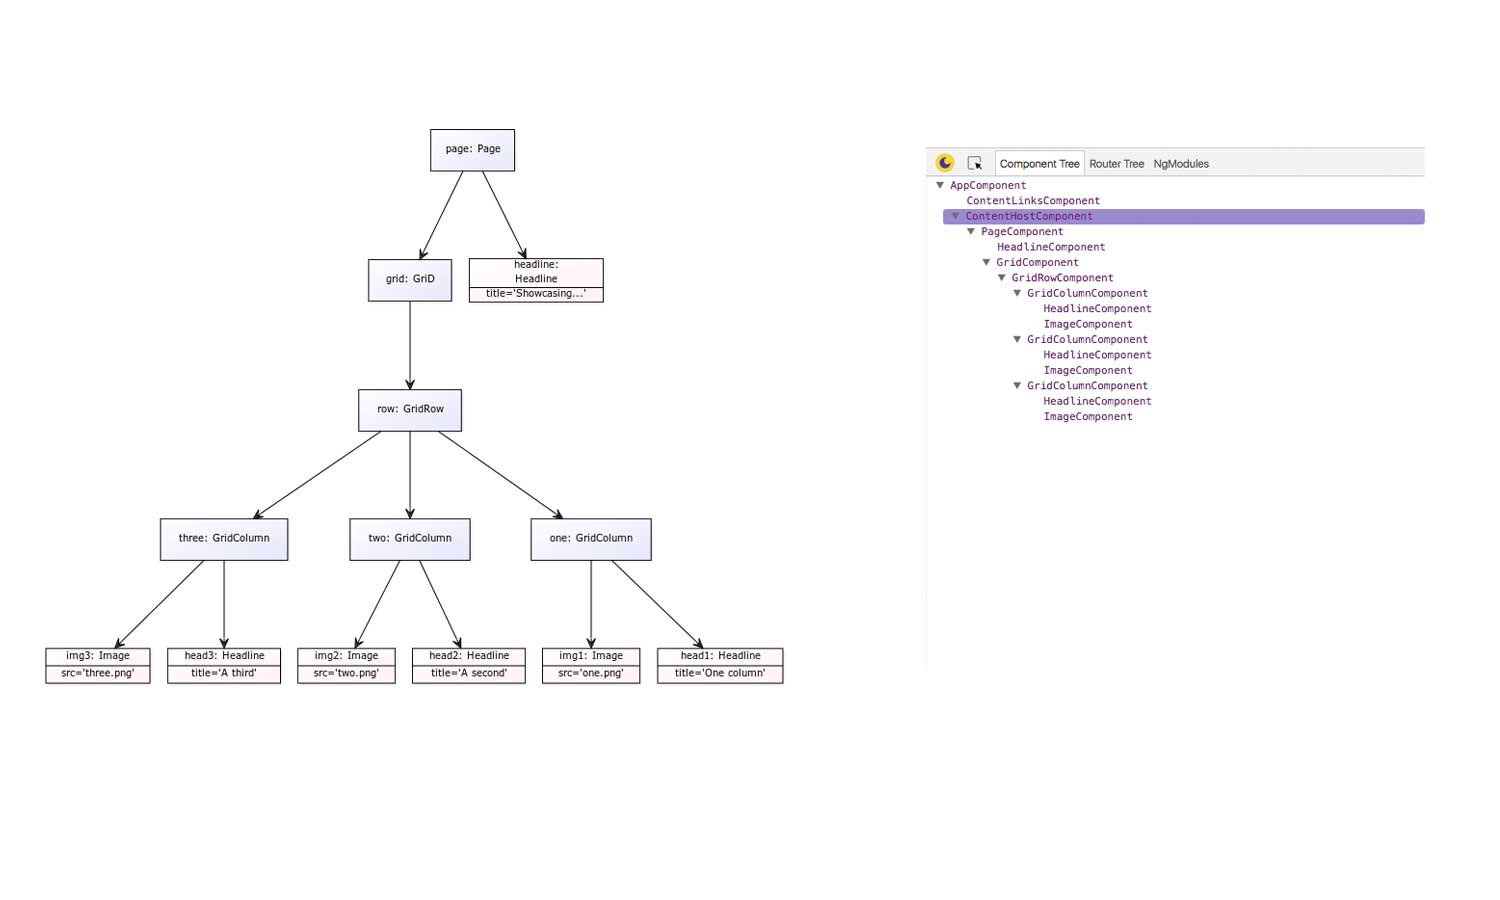 page: Page
grid: GriD
headline:
Headline
title='Showcasing...'
row: GridRow
three: GridColumn
two: GridColumn
one: GridColumn
img3: Image
src='three.png'
head3: Headline
title='A third'
img2: Image
src='two.png'
head2: Headline
title='A second'
img1: Image
src='one.png'
head1: Headline
title='One column'
Component Tree
Router Tree
NgModules
AppComponent
ContentLinksComponent
ContentHostComponent
PageComponent
HeadlineComponent
GridComponent
GridRowComponent
GridColumnComponent
HeadlineComponent
ImageComponent
GridColumnComponent
HeadlineComponent
ImageComponent
GridColumnComponent
HeadlineComponent
ImageComponent